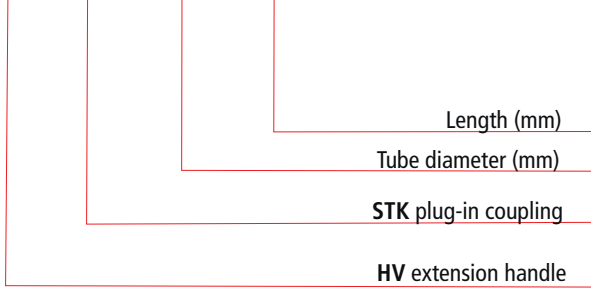 Length (mm)
Tube diameter (mm)
STK plug-in coupling
HV extension handle